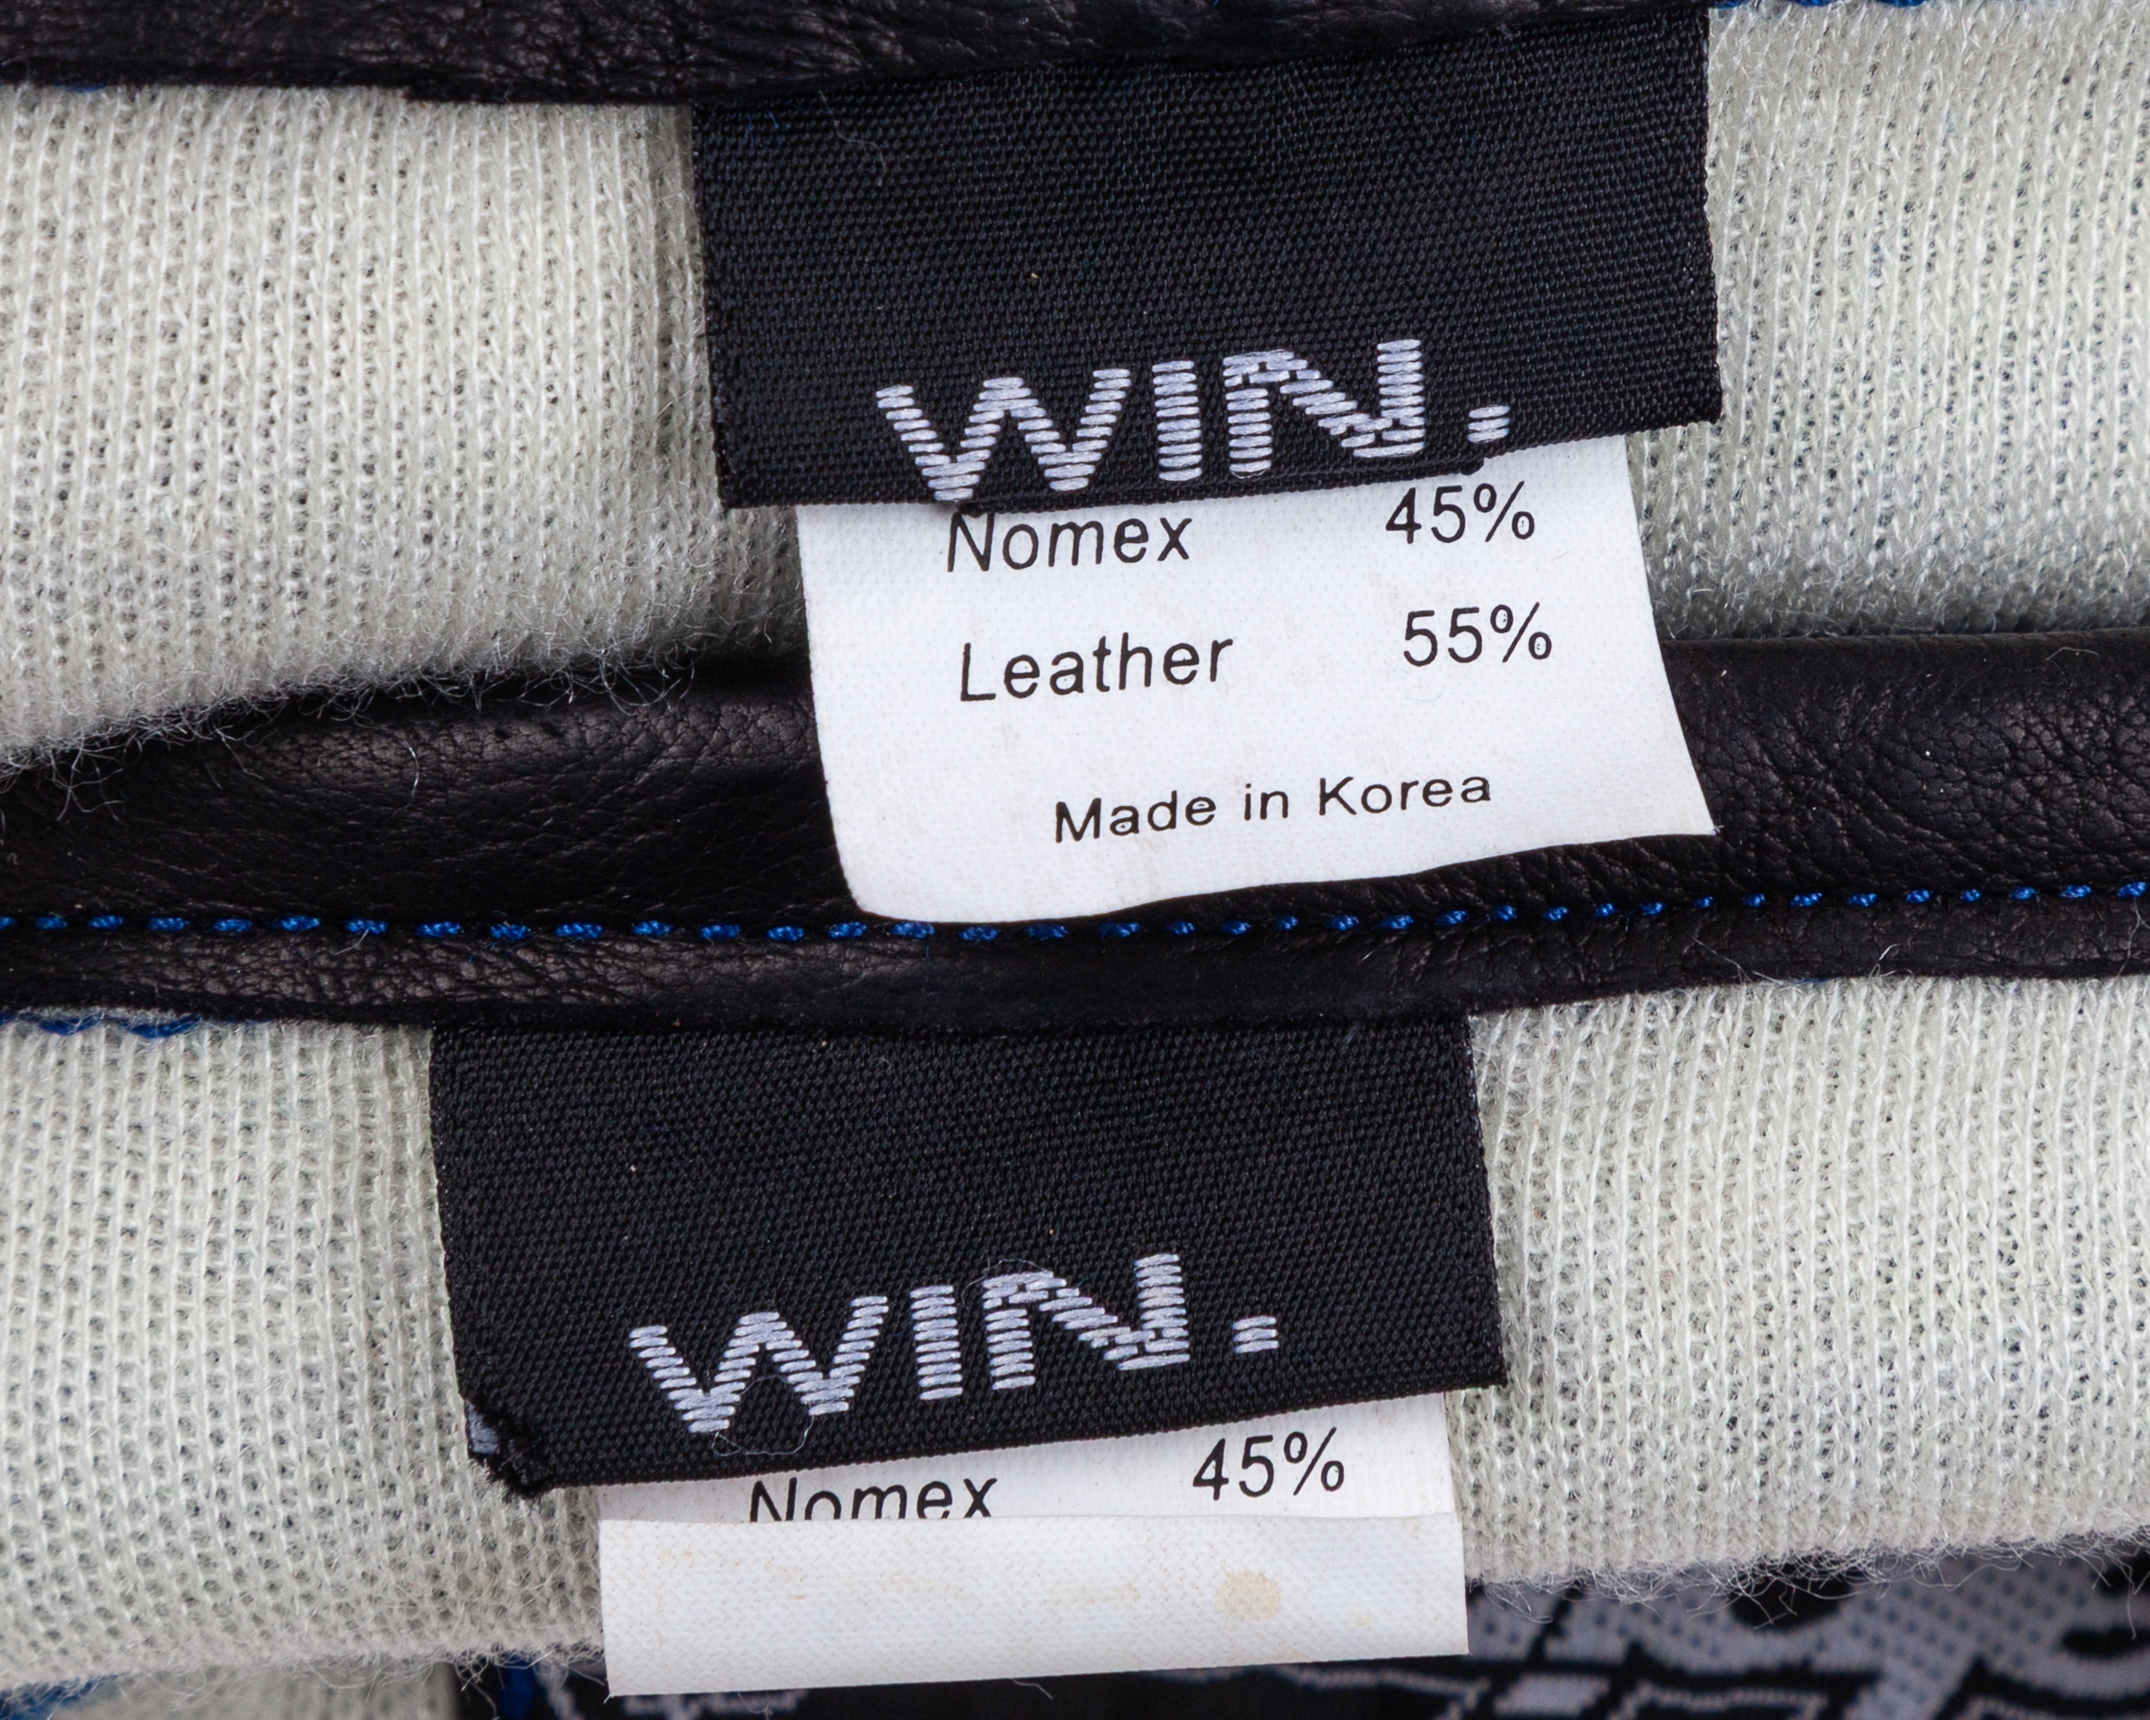 WIN.
Nomex 45%
Leather 55%
Made in Korea
WIN.
Nomex 45%